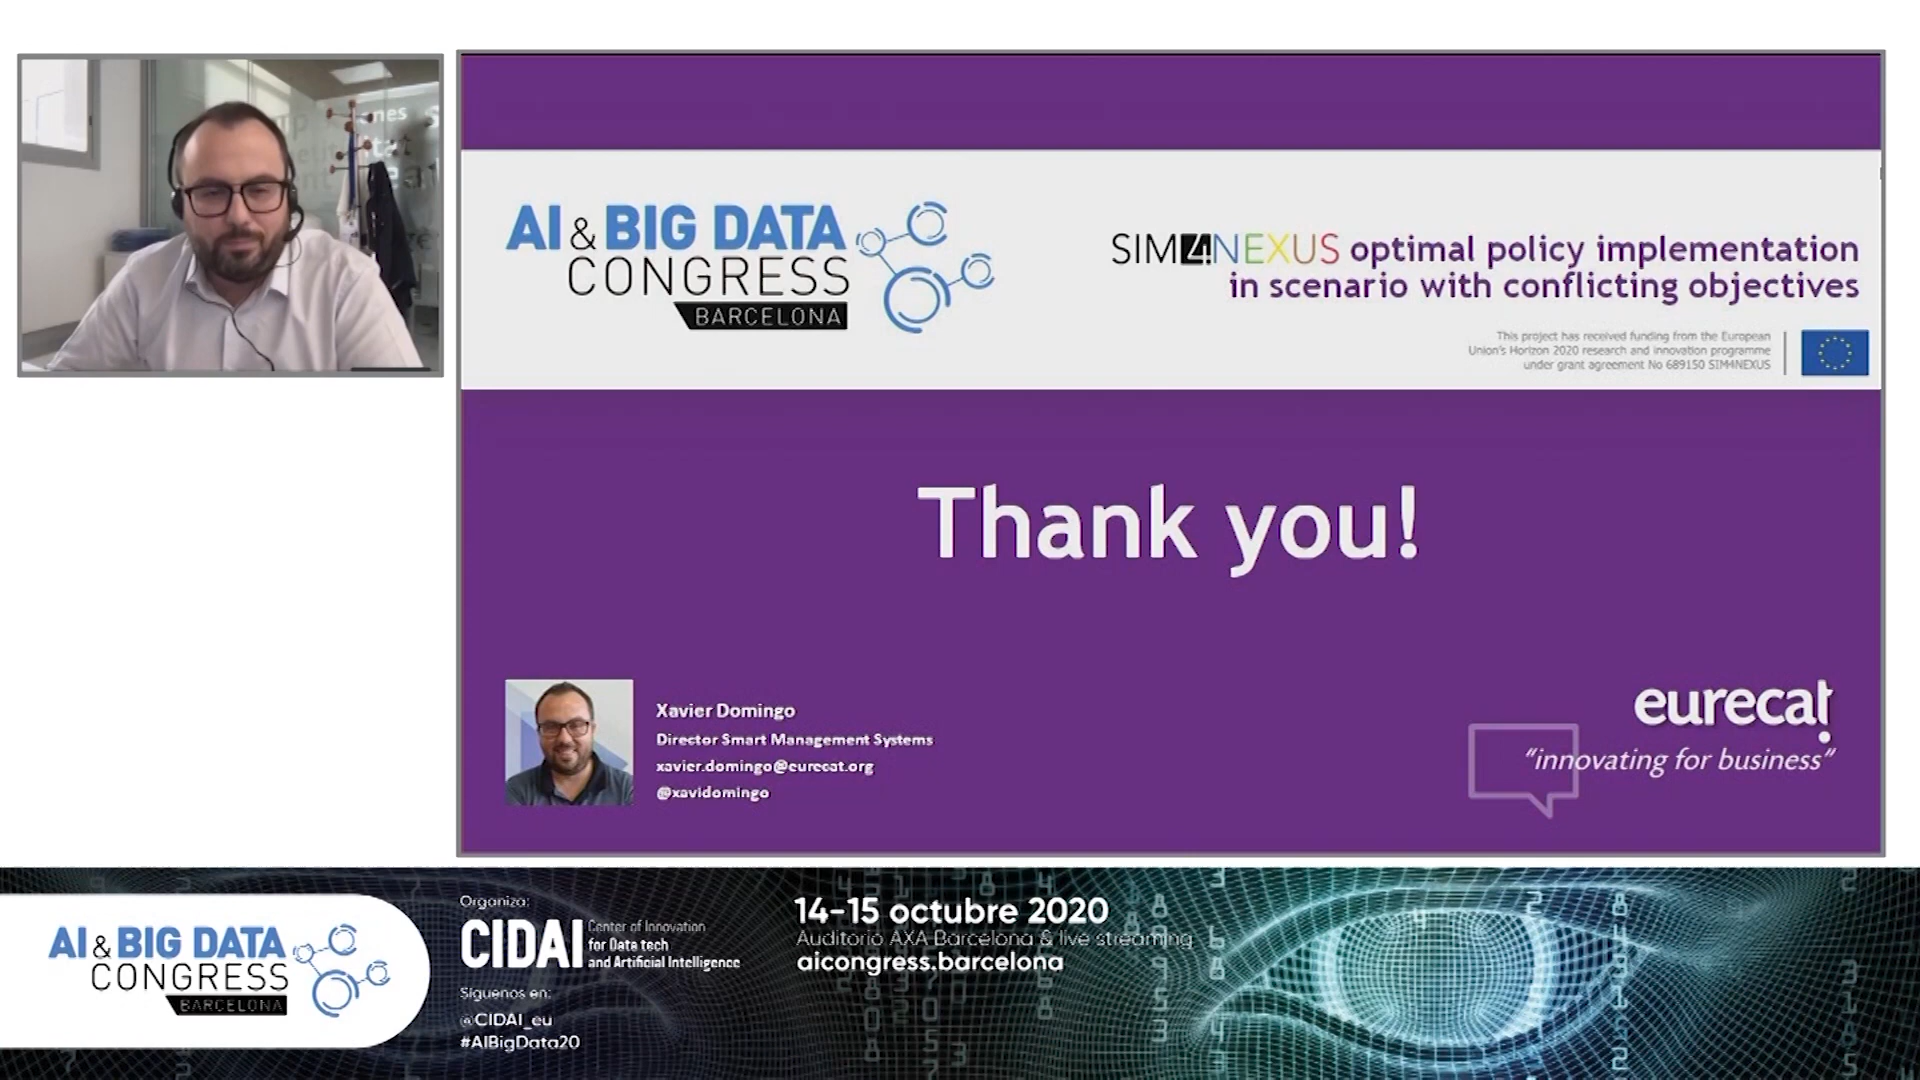 AI & BIG DATA
CONGRESS
BARCELONA
SIM4NEXUS optimal policy implementation
in scenario with conflicting objectives
This project has received funding from the European
Union's Horizon 2020 research and innovation programme
under grant agreement No 689150 SIM4NEXUS
Thank you!
Xavier Domingo
Director Smart Management Systems
xavier.domingo@eurecat.org
@xavidomingo
eurecat
"innovating for business"
AI & BIG DATA
CONGRESS
BARCELONA
Organiza:
CIDAI
Center of Innovation
for Data tech
and Artificial Intelligence
Síguenos en:
@CIDAI_eu
#AIBigData20
14-15 octubre 2020
Auditorio AXA Barcelona & live streaming
aicongress.barcelona